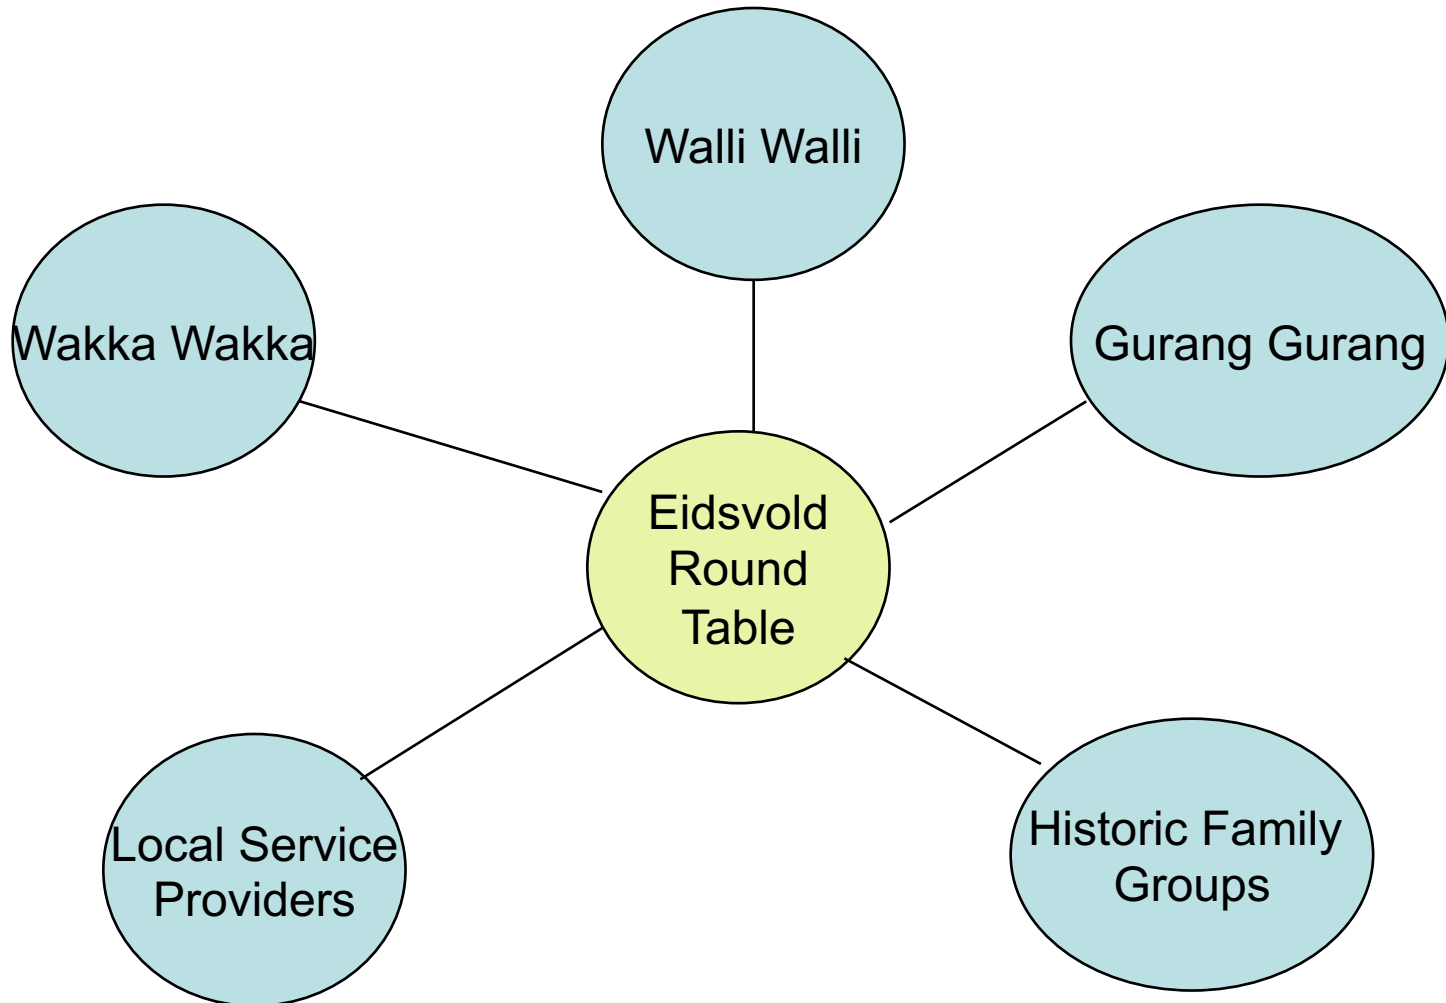 Walli Walli
Wakka Wakka
Gurang Gurang
Eidsvold
Round
Table
Local Service
Providers
Historic Family
Groups